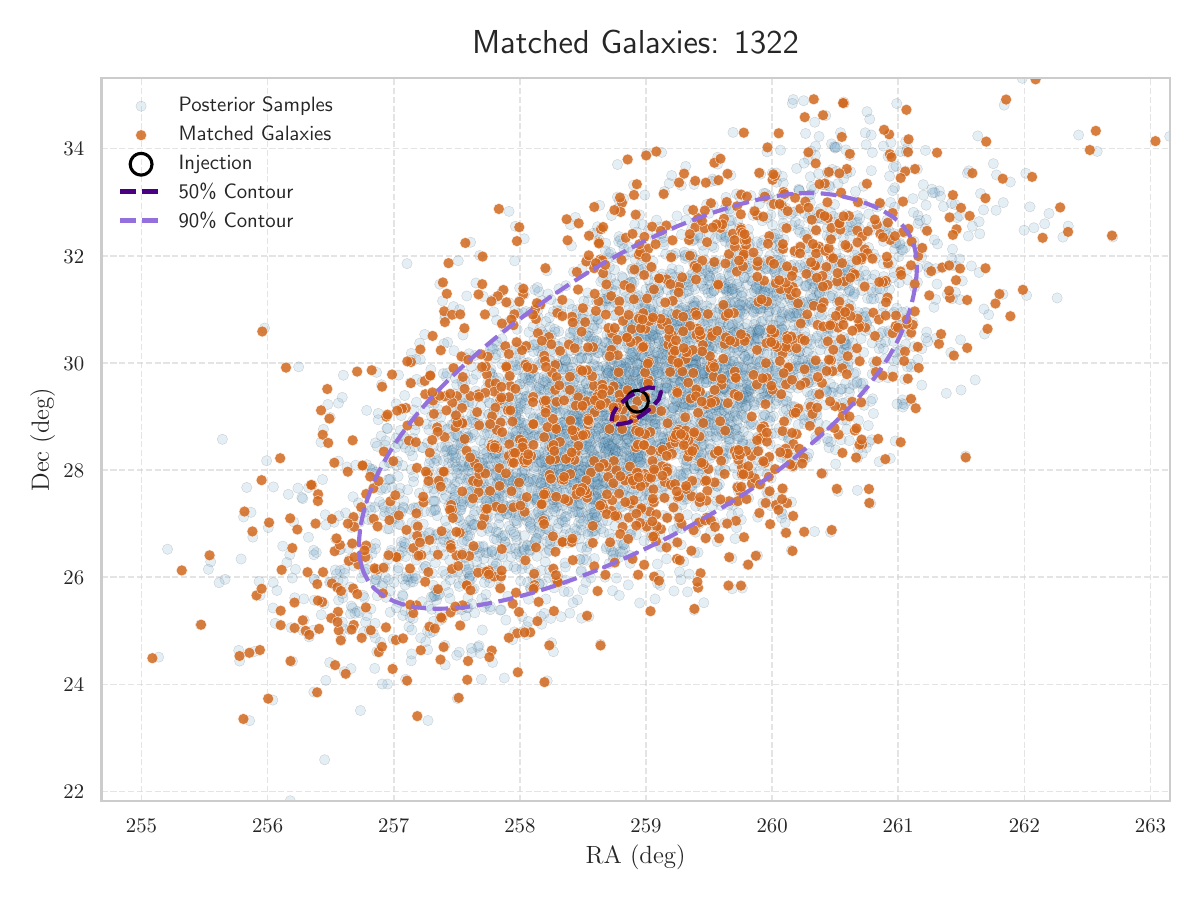 Matched Galaxies: 1322
Posterior Samples
Matched Galaxies
Injection
50% Contour
90% Contour
34
32
30
28
26
24
22
Dec (deg)
255 256 257 258 259 260 261 262 263
RA (deg)